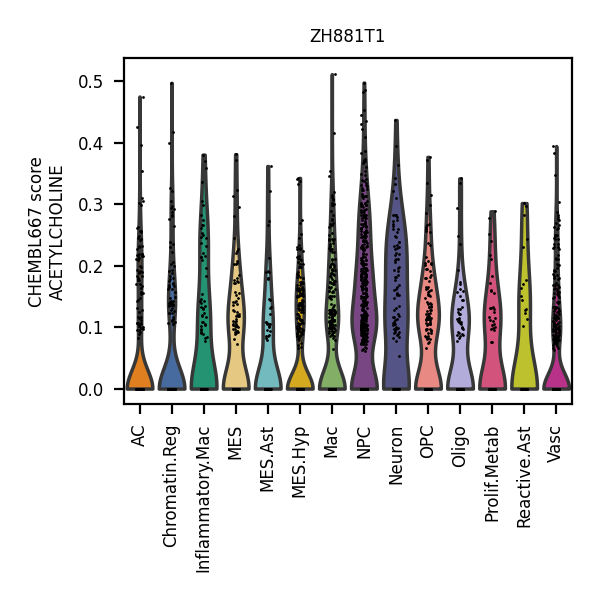 ZH881T1
CHEMBL667 score
ACETYLCHOLINE
0.5
0.4
0.3
0.2
0.1
0.0
AC
Chromatin.Reg
Inflammatory.Mac
MES
MES.Ast
MES.Hyp
Mac
NPC
Neuron
OPC
Oligo
Prolif.Metab
Reactive.Ast
Vasc